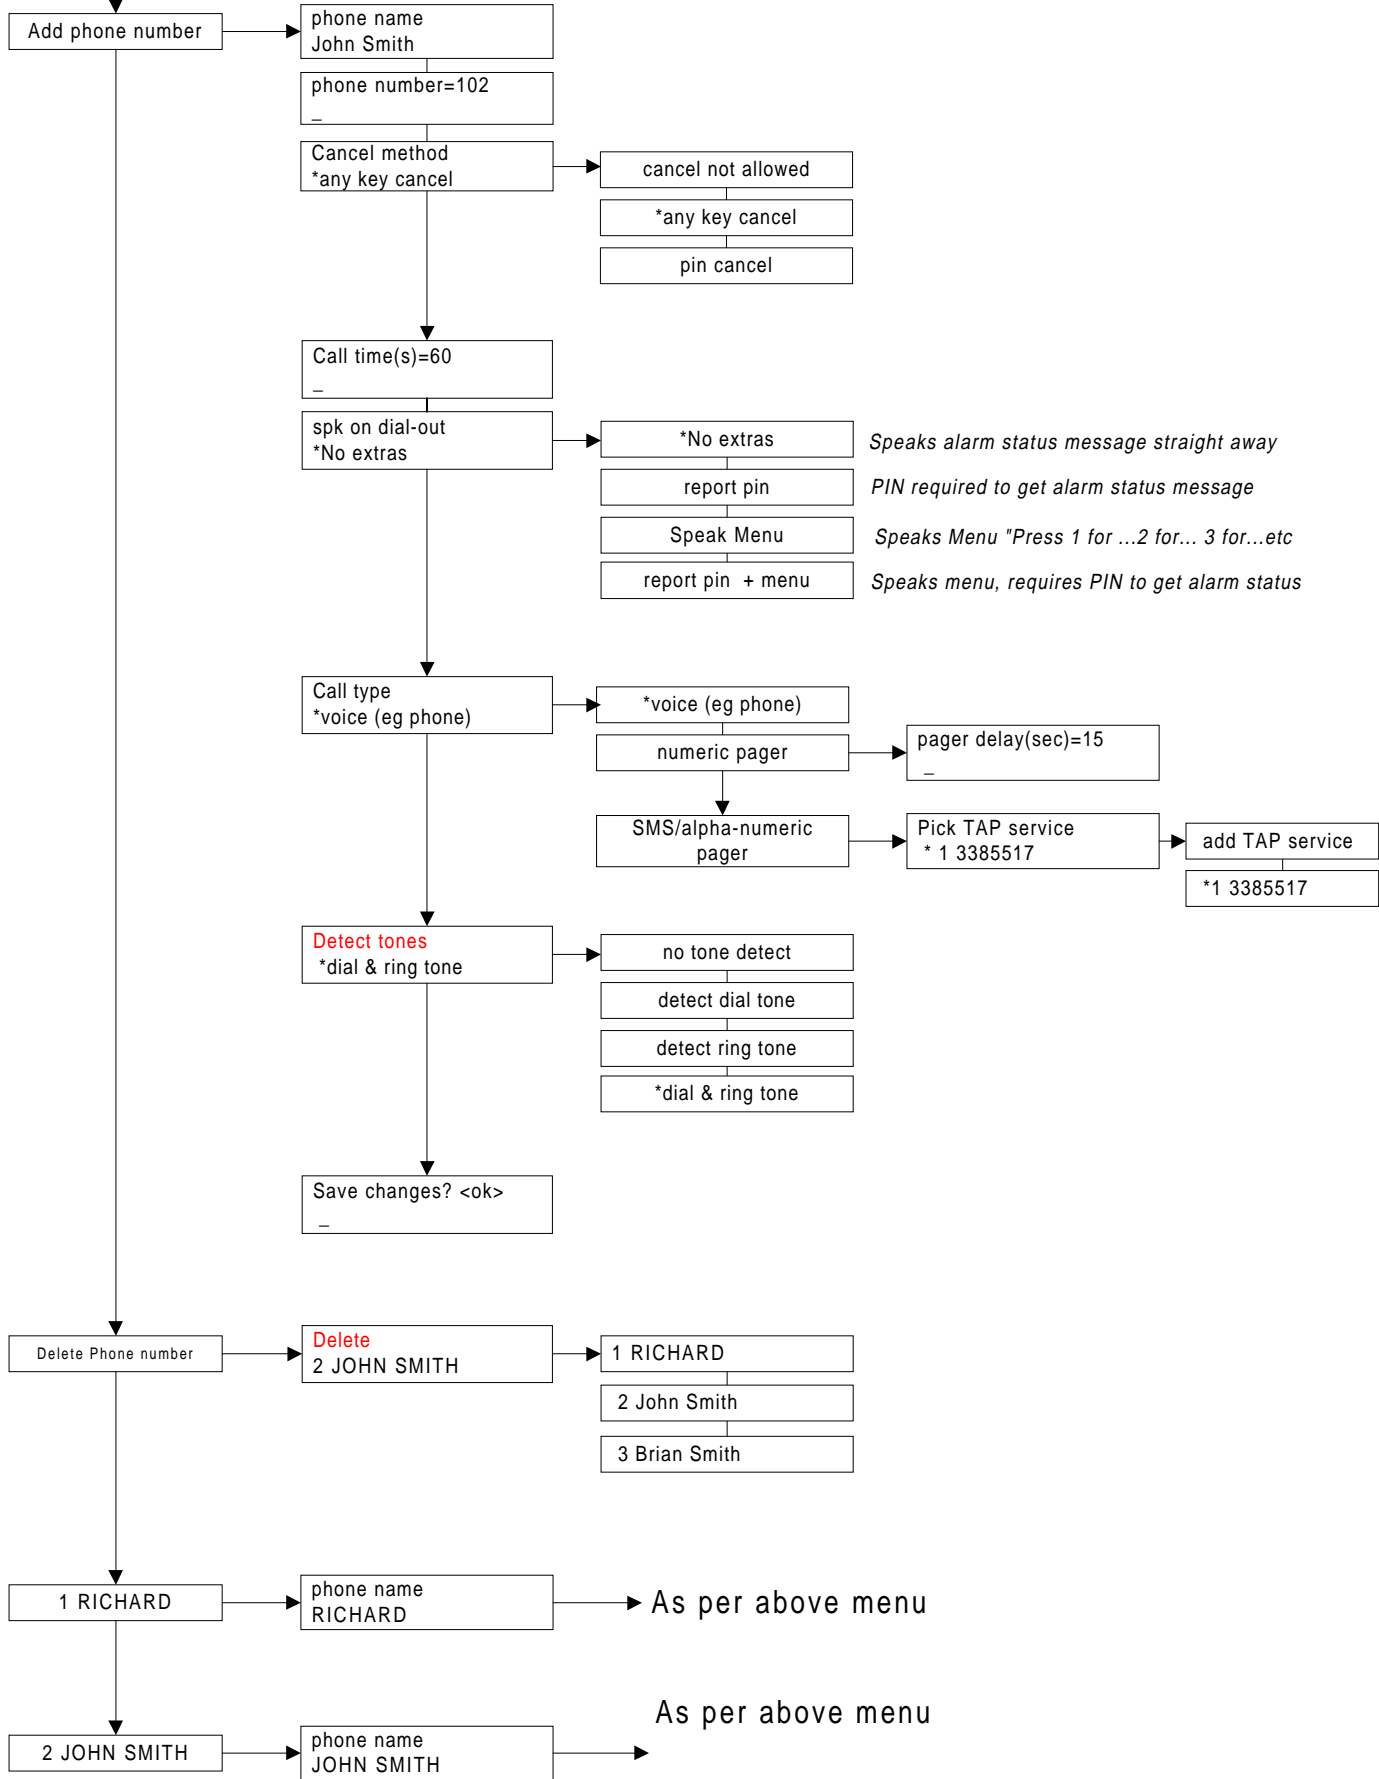 Add phone number
phone name
John Smith
phone number=102
_
Cancel method
*any key cancel
cancel not allowed
*any key cancel
pin cancel
Call time(s)=60
_
spk on dial-out
*No extras
*No extras
Speaks alarm status message straight away
report pin
PIN required to get alarm status message
Speak Menu
Speaks Menu "Press 1 for ...2 for... 3 for...etc
report pin + menu
Speaks menu, requires PIN to get alarm status
Call type
*voice (eg phone)
*voice (eg phone)
numeric pager
pager delay(sec)=15
_
SMS/alpha-numeric
pager
Pick TAP service
* 1 3385517
add TAP service
*1 3385517
Detect tones
*dial & ring tone
no tone detect
detect dial tone
detect ring tone
*dial & ring tone
Save changes? <ok>
_
Delete Phone number
Delete
2 JOHN SMITH
1 RICHARD
2 John Smith
3 Brian Smith
1 RICHARD
phone name
RICHARD
As per above menu
2 JOHN SMITH
phone name
JOHN SMITH
As per above menu